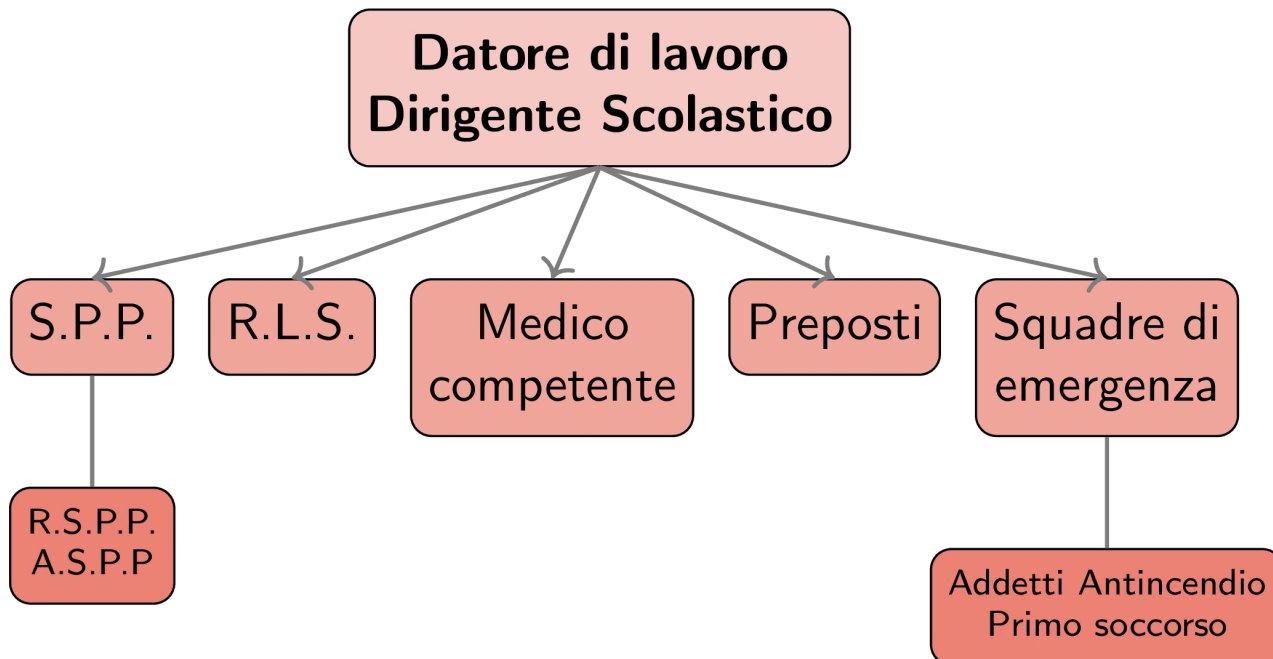 Datore di lavoro
Dirigente Scolastico
S.P.P.
R.L.S.
Medico
competente
Preposti
Squadre di
emergenza
R.S.P.P.
A.S.P.P
Addetti Antincendio
Primo soccorso